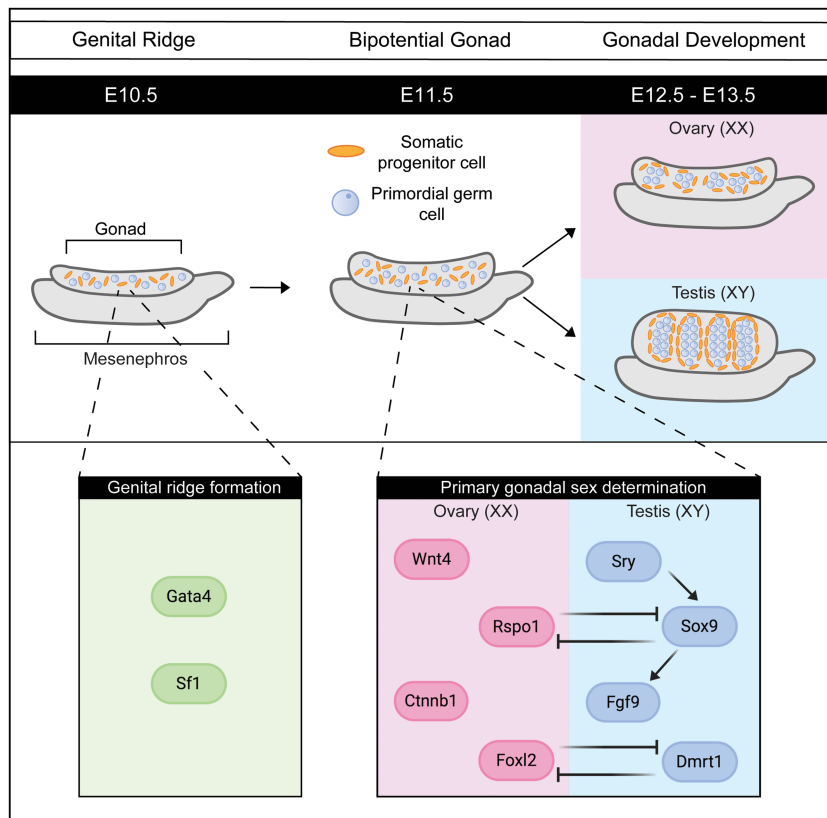 Genital Ridge
Bipotential Gonad
Gonadal Development
E10.5
E11.5
E12.5 - E13.5
Somatic
progenitor cell
Primordial germ
cell
Ovary (XX)
Gonad
Mesenephros
Testis (XY)
Genital ridge formation
Gata4
Sf1
Primary gonadal sex determination
Ovary (XX)
Testis (XY)
Wnt4
Sry
Rspo1
Sox9
Ctnnb1
Fgf9
Foxl2
Dmrt1